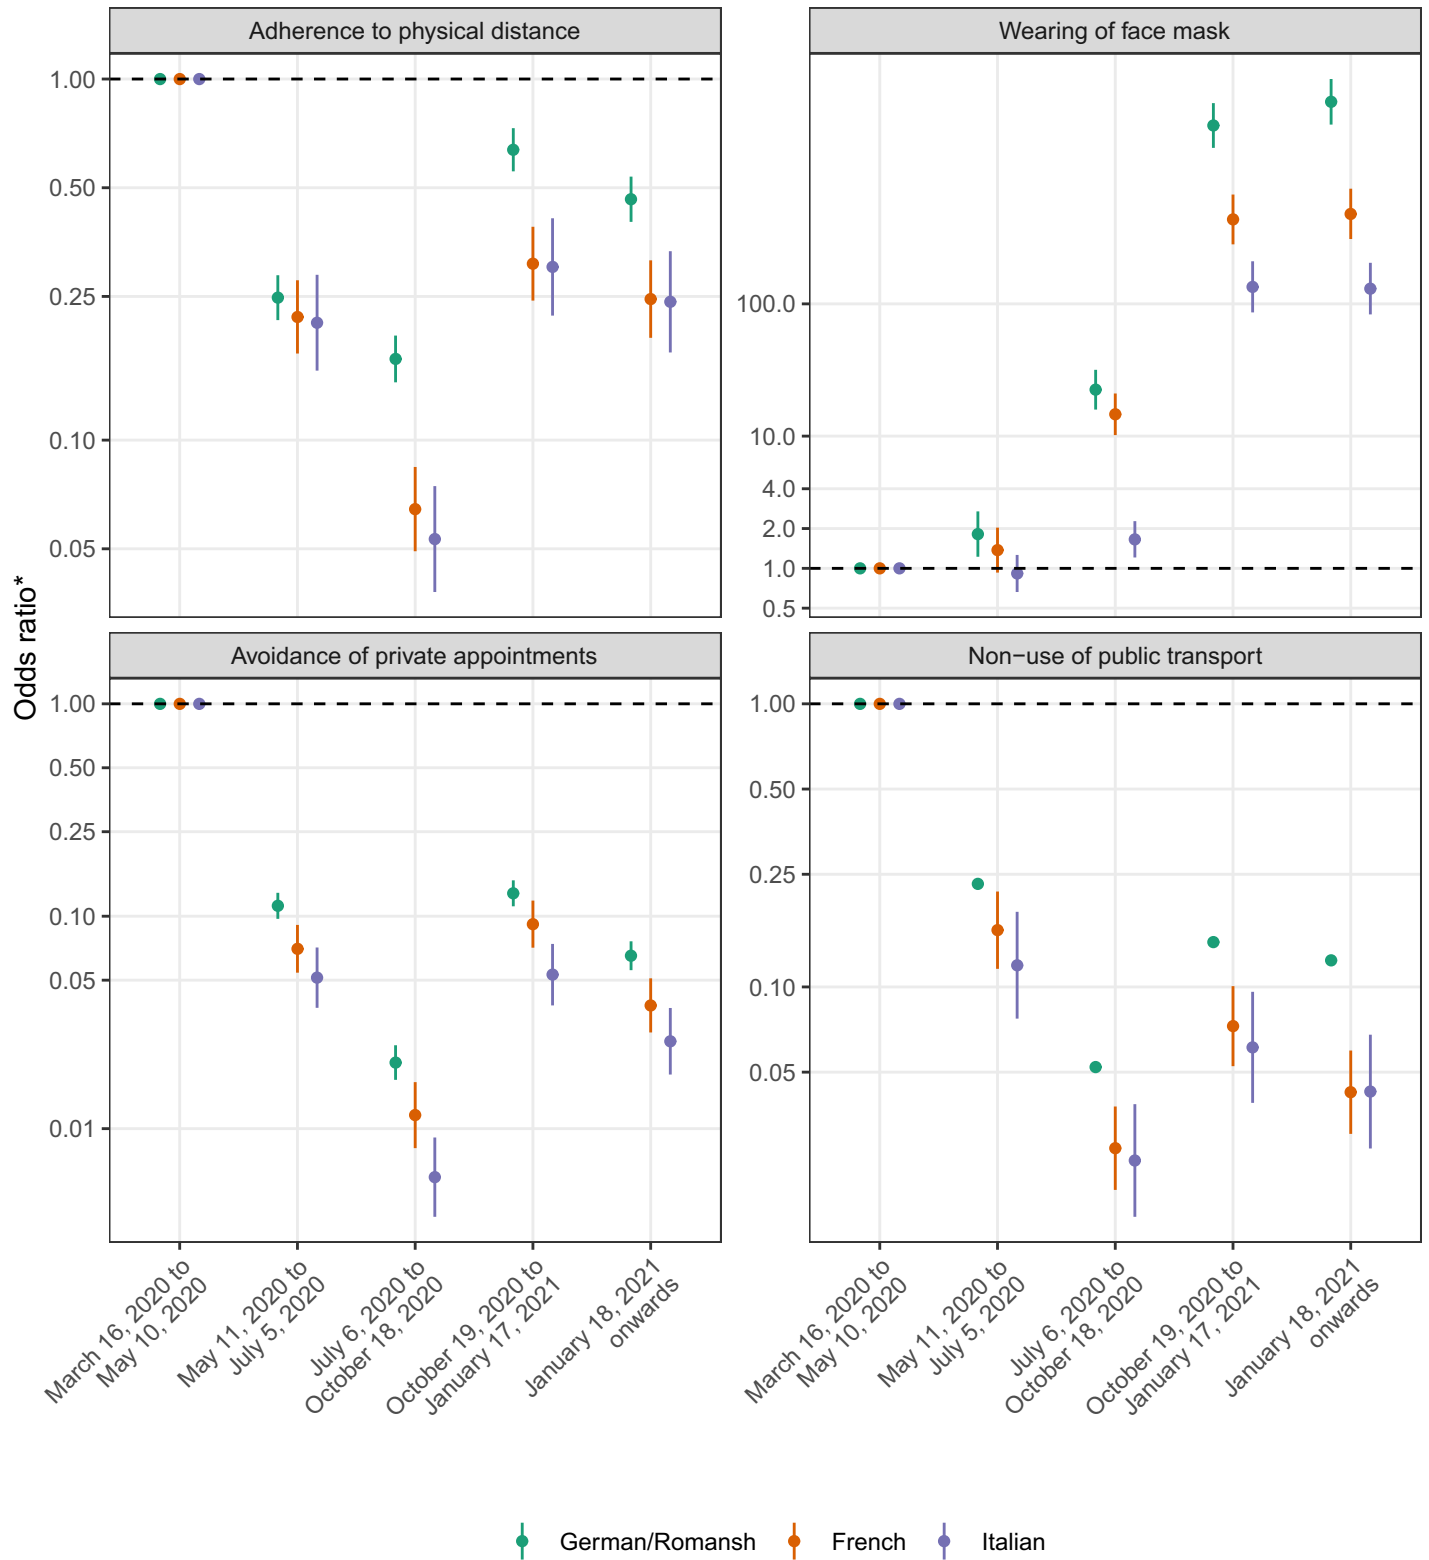 Adherence to physical distance
Wearing of face mask
1.00
0.50
0.25
0.10
0.05
100.0
10.0
4.0
2.0
1.0
0.5
Odds ratio*
Avoidance of private appointments
Non−use of public transport
1.00
0.50
0.25
0.10
0.05
0.01
1.00
0.50
0.25
0.10
0.05
March 16, 2020 to
May 10, 2020
May 11, 2020 to
July 5, 2020
July 6, 2020 to
October 18, 2020
October 19, 2020 to
January 17, 2021
January 18, 2021
onwards
March 16, 2020 to
May 10, 2020
May 11, 2020 to
July 5, 2020
July 6, 2020 to
October 18, 2020
October 19, 2020 to
January 17, 2021
January 18, 2021
onwards
German/Romansh French Italian